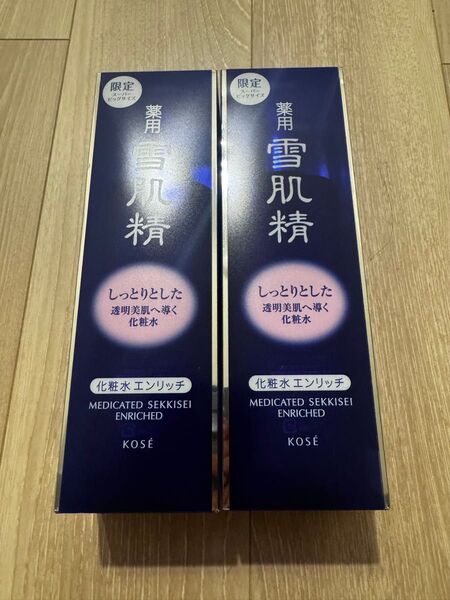 限定
スーパー
ビッグサイズ
薬用
雪肌精
しっとりとした
透明美肌へ導く
化粧水
化粧水 エンリッチ
MEDICATED SEKKISEI
ENRICHED
KOSÉ
限定
スーパー
ビッグサイズ
薬用
雪肌精
しっとりとした
透明美肌へ導く
化粧水
化粧水 エンリッチ
MEDICATED SEKKISEI
ENRICHED
KOSÉ